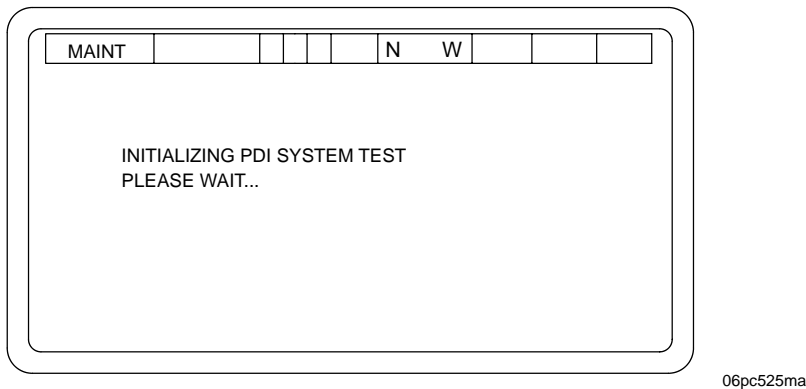 MAINT N W
INITIALIZING PDI SYSTEM TEST
PLEASE WAIT...
06pc525ma